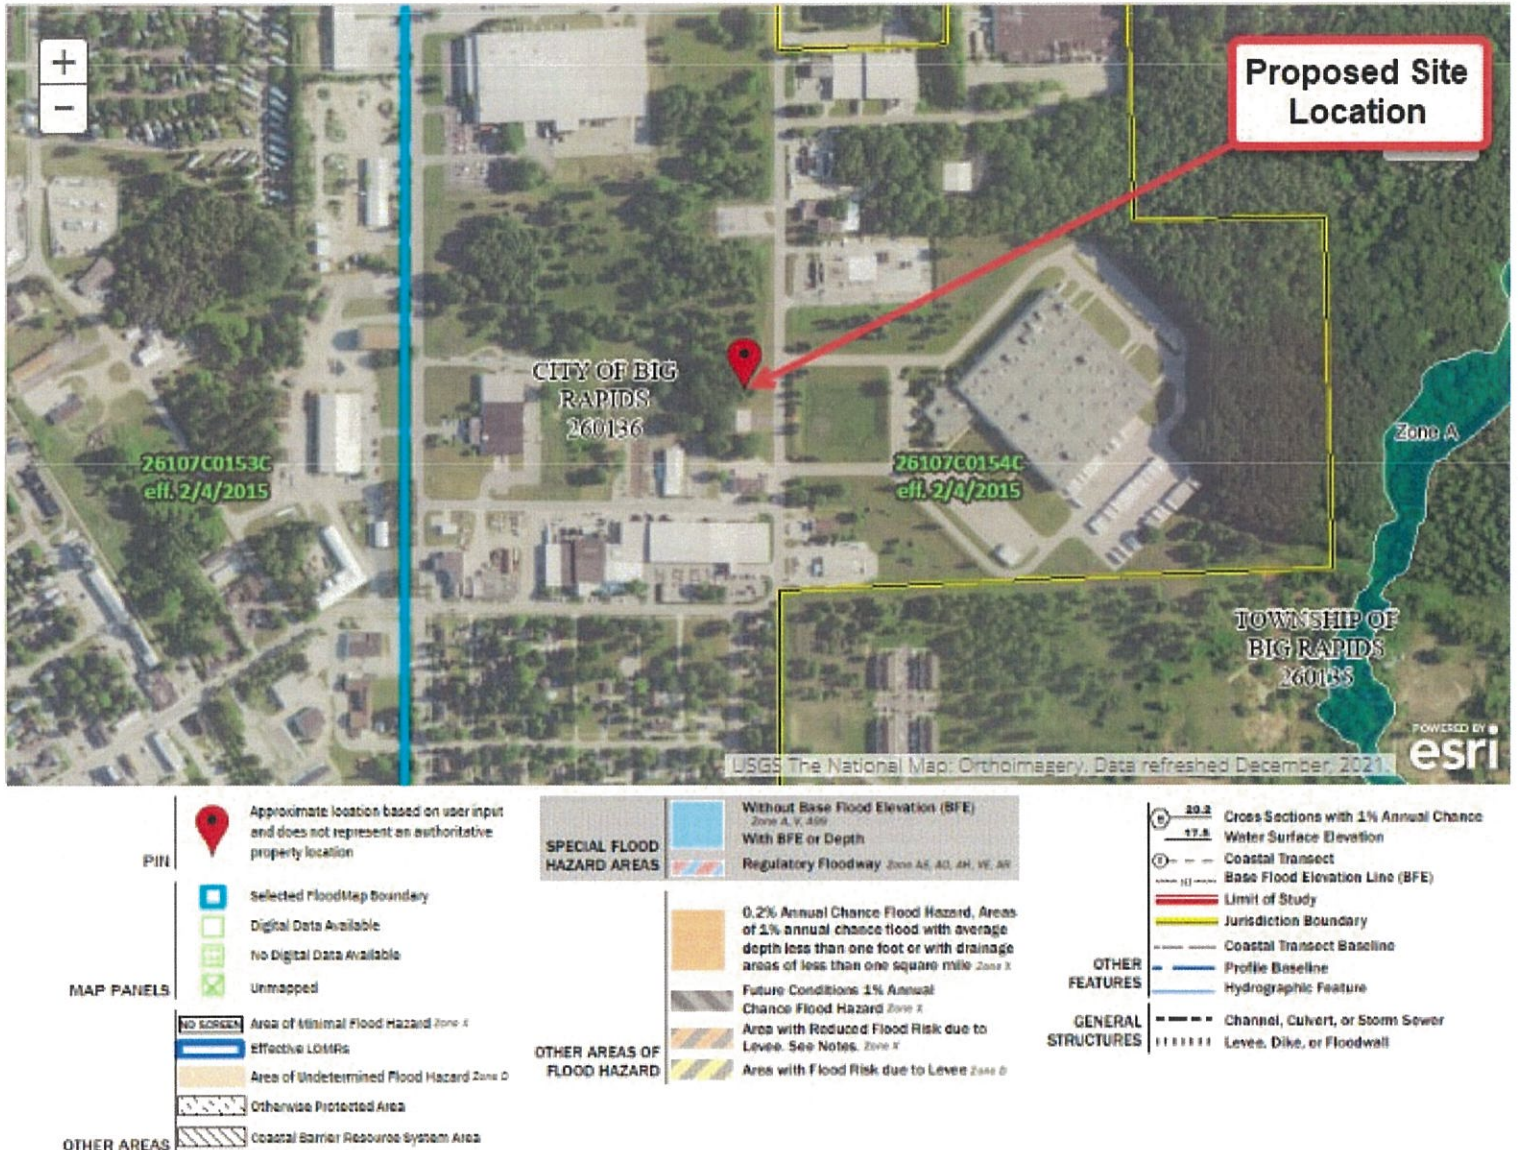 +
−
Proposed Site
Location
CITY OF BIG
RAPIDS
260136
26107C0153C
eff. 2/4/2015
26107C0154C
eff. 2/4/2015
Zone A
TOWNSHIP OF
BIG RAPIDS
260135
POWERED BY
esri
USGS The National Map: Orthoimagery. Data refreshed December, 2021.
PIN
Approximate location based on user input
and does not represent an authoritative
property location
MAP PANELS
Selected FloodMap Boundary
Digital Data Available
No Digital Data Available
Unmapped
OTHER AREAS
NO SCREEN Area of Minimal Flood Hazard Zone X
Effective LOMRs
Area of Undetermined Flood Hazard Zone D
Otherwise Protected Area
Coastal Barrier Resource System Area
SPECIAL FLOOD
HAZARD AREAS
Without Base Flood Elevation (BFE)
Zone A, V, A99
With BFE or Depth
Regulatory Floodway Zone AE, AO, AH, VE, AR
OTHER AREAS OF
FLOOD HAZARD
0.2% Annual Chance Flood Hazard, Areas
of 1% annual chance flood with average
depth less than one foot or with drainage
areas of less than one square mile Zone X
Future Conditions 1% Annual
Chance Flood Hazard Zone X
Area with Reduced Flood Risk due to
Levee. See Notes. Zone X
Area with Flood Risk due to Levee Zone D
OTHER
FEATURES
20.2 Cross Sections with 1% Annual Chance
17.5 Water Surface Elevation
Coastal Transect
Base Flood Elevation Line (BFE)
Limit of Study
Jurisdiction Boundary
Coastal Transect Baseline
Profile Baseline
Hydrographic Feature
GENERAL
STRUCTURES
Channel, Culvert, or Storm Sewer
Levee, Dike, or Floodwall